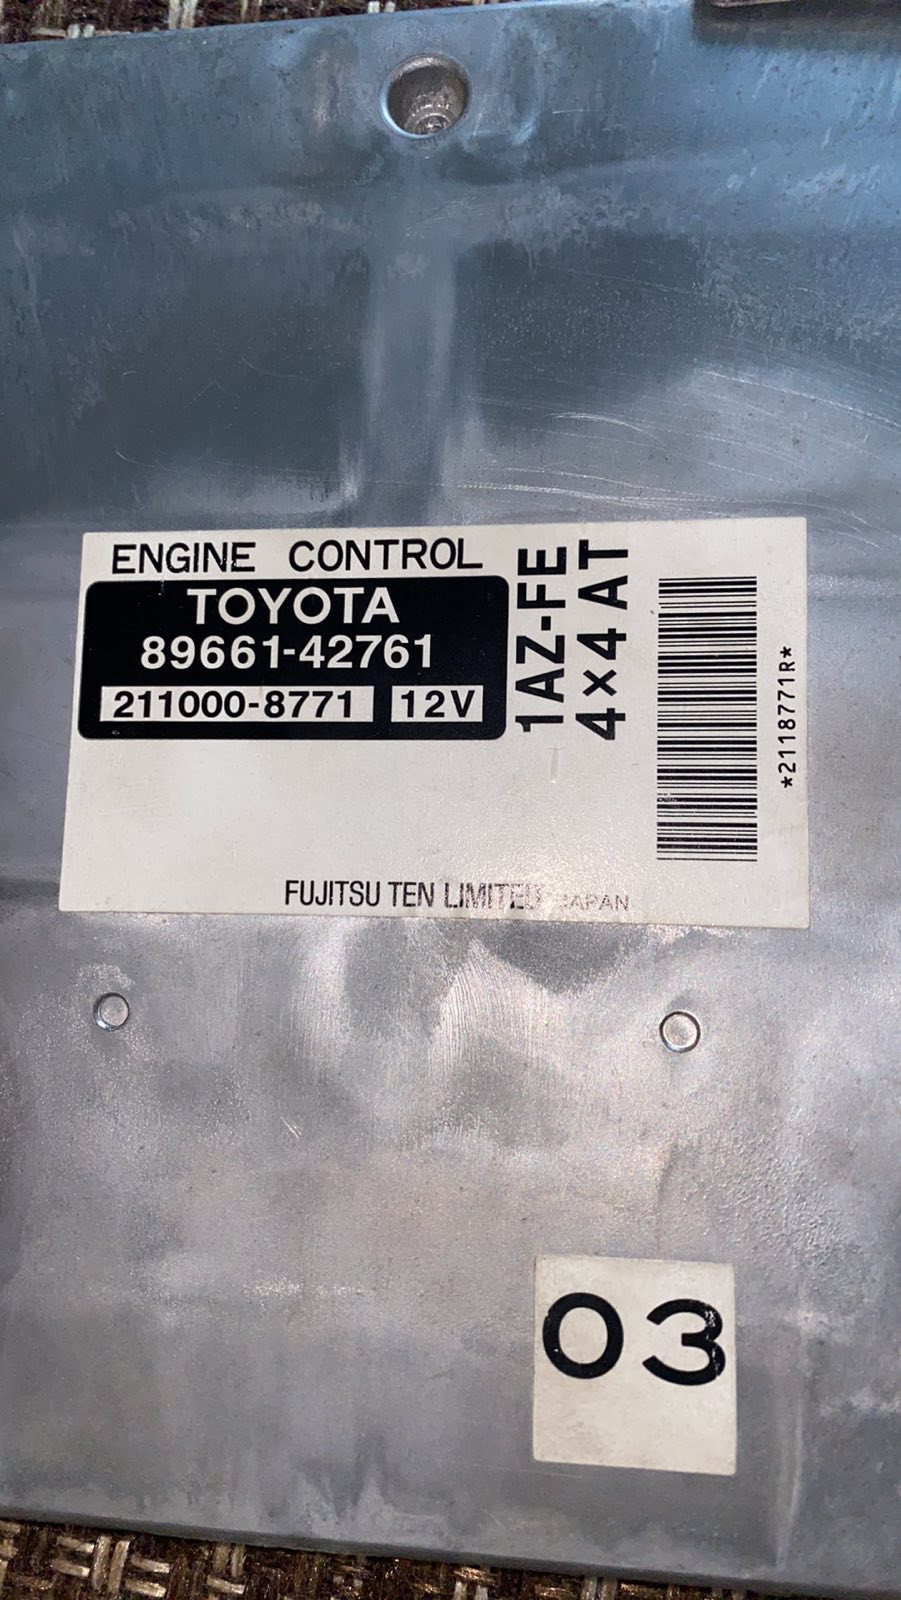 ENGINE CONTROL
TOYOTA
89661-42761
211000-8771 12V
1AZ-FE
4×4 AT
*2118771R*
FUJITSU TEN LIMITED JAPAN
03